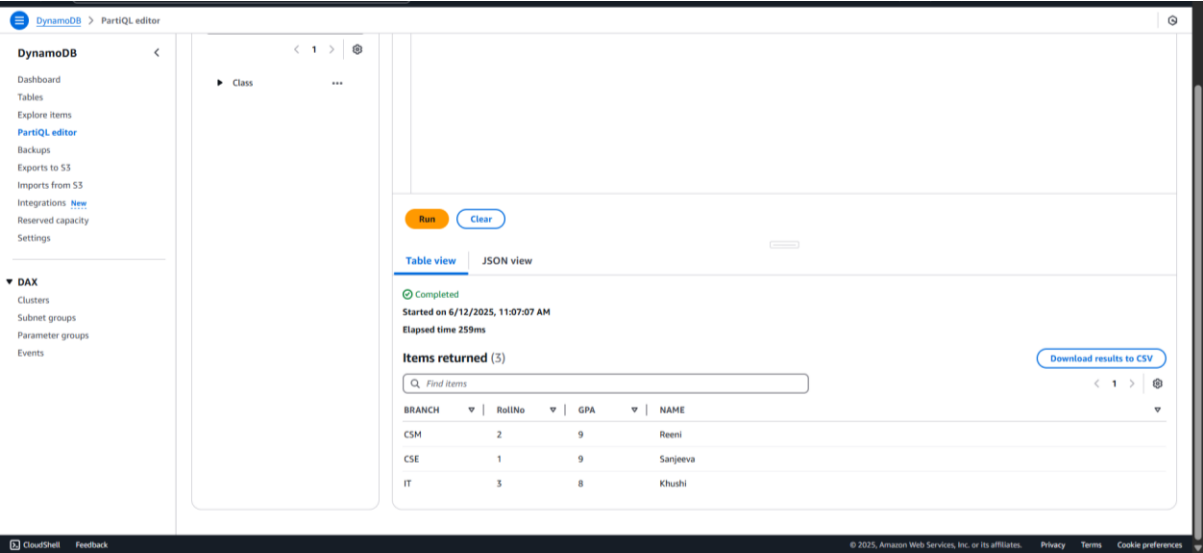 DynamoDB > PartiQL editor
DynamoDB
Dashboard
Tables
Explore items
PartiQL editor
Backups
Exports to S3
Imports from S3
Integrations New
Reserved capacity
Settings
DAX
Clusters
Subnet groups
Parameter groups
Events
1
Class
Run Clear
Table view JSON view
Completed
Started on 6/12/2025, 11:07:07 AM
Elapsed time 259ms
Items returned (3)
Download results to CSV
Find items
1
BRANCH RollNo GPA NAME
CSM 2 9 Reeni
CSE 1 9 Sanjeeva
IT 3 8 Khushi
CloudShell Feedback © 2025, Amazon Web Services, Inc. or its affiliates. Privacy Terms Cookie preferences